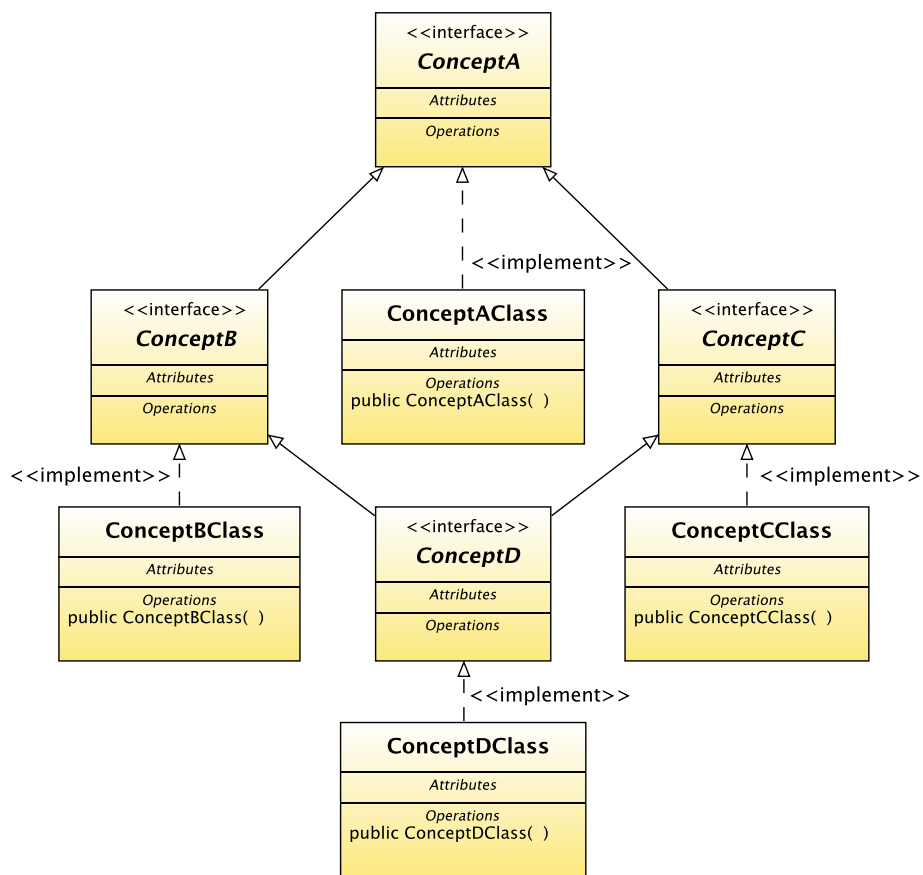 <<interface>>
ConceptA
Attributes
Operations
<<implement>>
<<interface>>
ConceptB
Attributes
Operations
ConceptAClass
Attributes
Operations
public ConceptAClass(  )
<<interface>>
ConceptC
Attributes
Operations
<<implement>>
<<implement>>
ConceptBClass
Attributes
Operations
public ConceptBClass(  )
<<interface>>
ConceptD
Attributes
Operations
ConceptCClass
Attributes
Operations
public ConceptCClass(  )
<<implement>>
ConceptDClass
Attributes
Operations
public ConceptDClass(  )